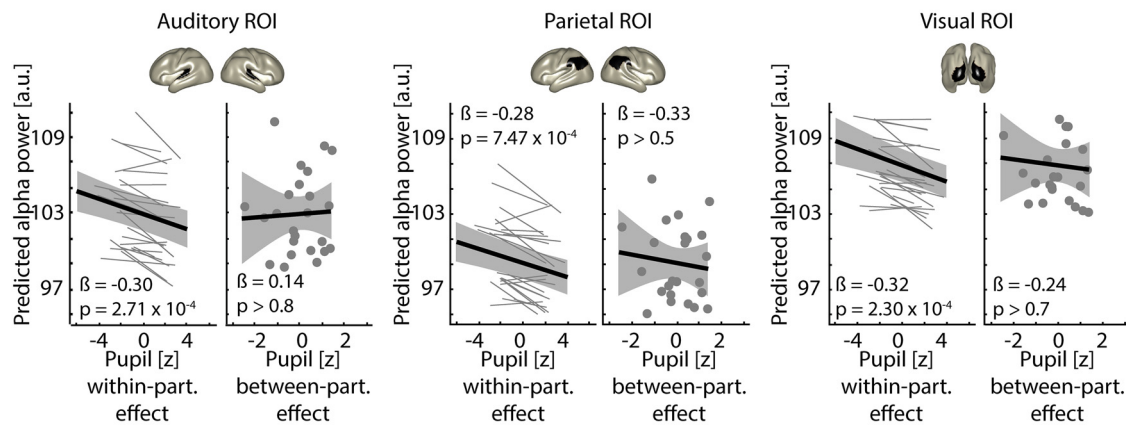 Auditory ROI
Predicted alpha power [a.u.]
109
103
97
ß = -0.30
p = 2.71 x 10⁻⁴
-4 0 4
Pupil [z]
within-part.
effect
ß = 0.14
p > 0.8
-2 0 2
Pupil [z]
between-part.
effect
Parietal ROI
Predicted alpha power [a.u.]
109
103
97
ß = -0.28
p = 7.47 x 10⁻⁴
-4 0 4
Pupil [z]
within-part.
effect
ß = -0.33
p > 0.5
-2 0 2
Pupil [z]
between-part.
effect
Visual ROI
Predicted alpha power [a.u.]
109
103
97
ß = -0.32
p = 2.30 x 10⁻⁴
-4 0 4
Pupil [z]
within-part.
effect
ß = -0.24
p > 0.7
-2 0 2
Pupil [z]
between-part.
effect